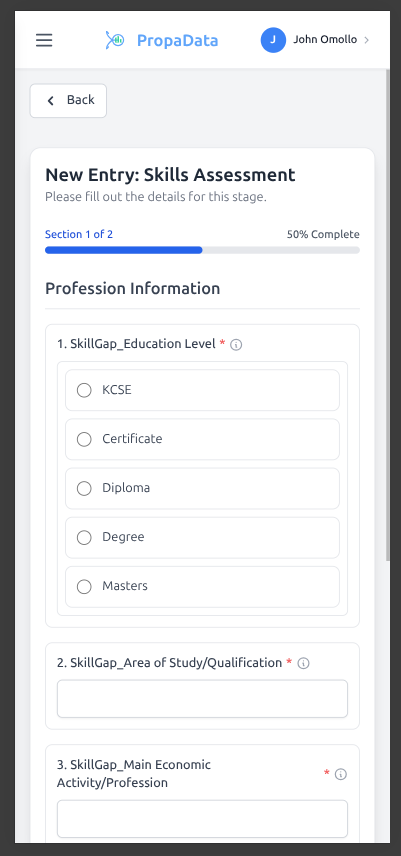 PropaData
J
John Omollo
Back
New Entry: Skills Assessment
Please fill out the details for this stage.
Section 1 of 2
50% Complete
Profession Information
1. SkillGap_Education Level *
KCSE
Certificate
Diploma
Degree
Masters
2. SkillGap_Area of Study/Qualification *
3. SkillGap_Main Economic
Activity/Profession *